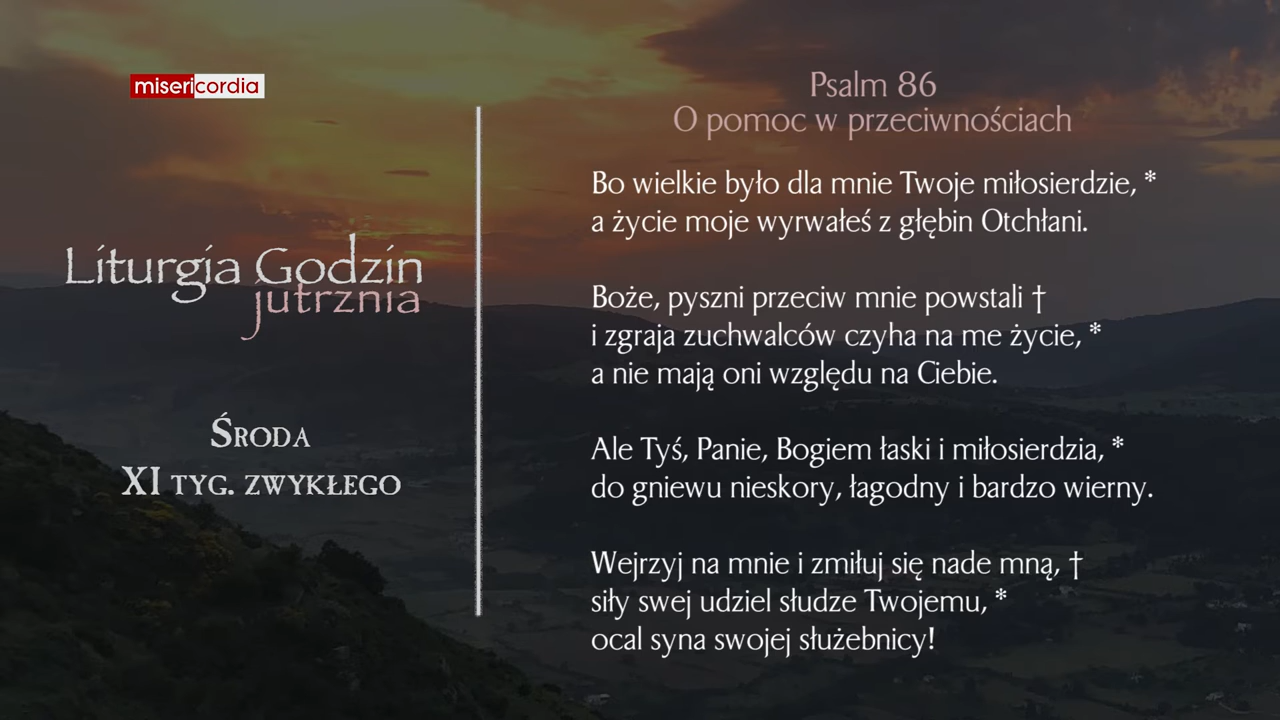 misericordia
Liturgia Godzin
jutrznia
Środa
XI tyg. zwykłego
Psalm 86
O pomoc w przeciwnościach
Bo wielkie było dla mnie Twoje miłosierdzie, *
a życie moje wyrwałeś z głębin Otchłani.
Boże, pyszni przeciw mnie powstali †
i zgraja zuchwalców czyha na me życie, *
a nie mają oni względu na Ciebie.
Ale Tyś, Panie, Bogiem łaski i miłosierdzia, *
do gniewu nieskory, łagodny i bardzo wierny.
Wejrzyj na mnie i zmiłuj się nade mną, †
siły swej udziel słudze Twojemu, *
ocal syna swojej służebnicy!